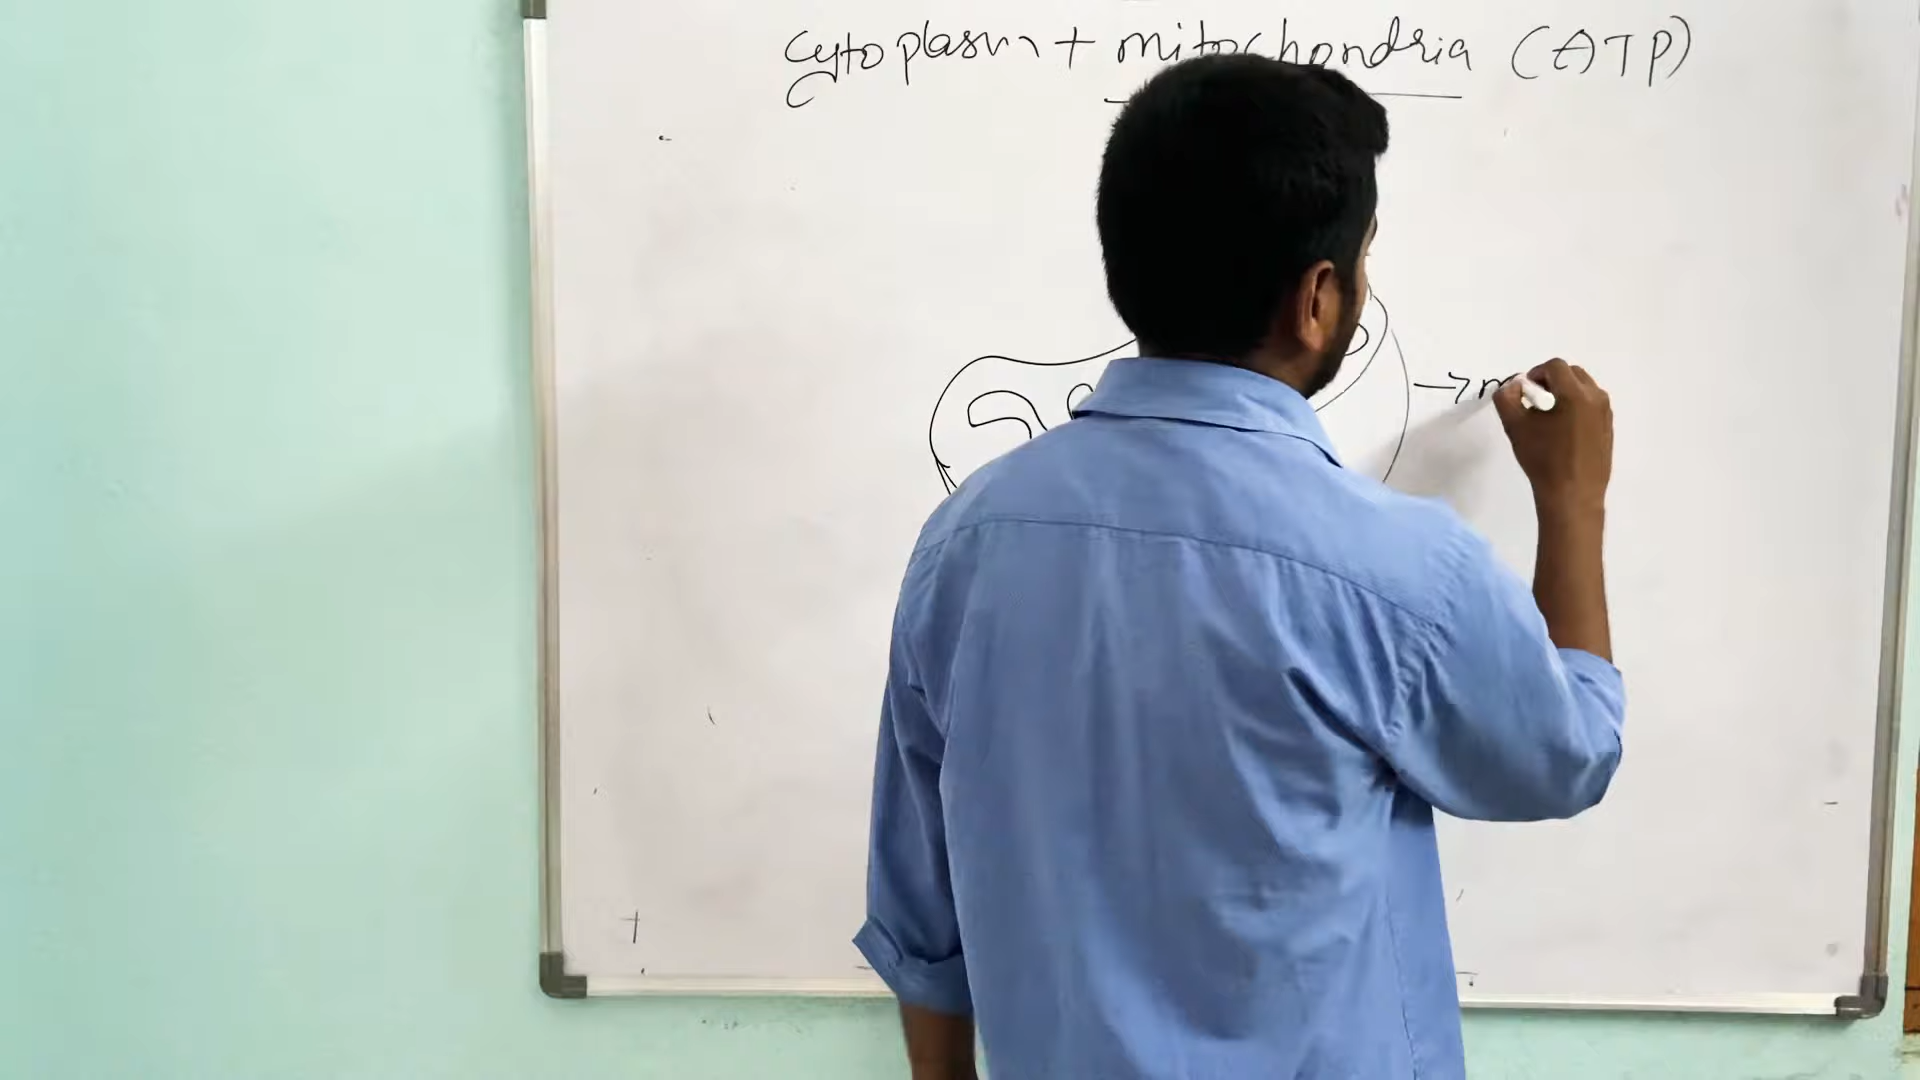 cytoplasm + mitochondria (ATP)
→ m